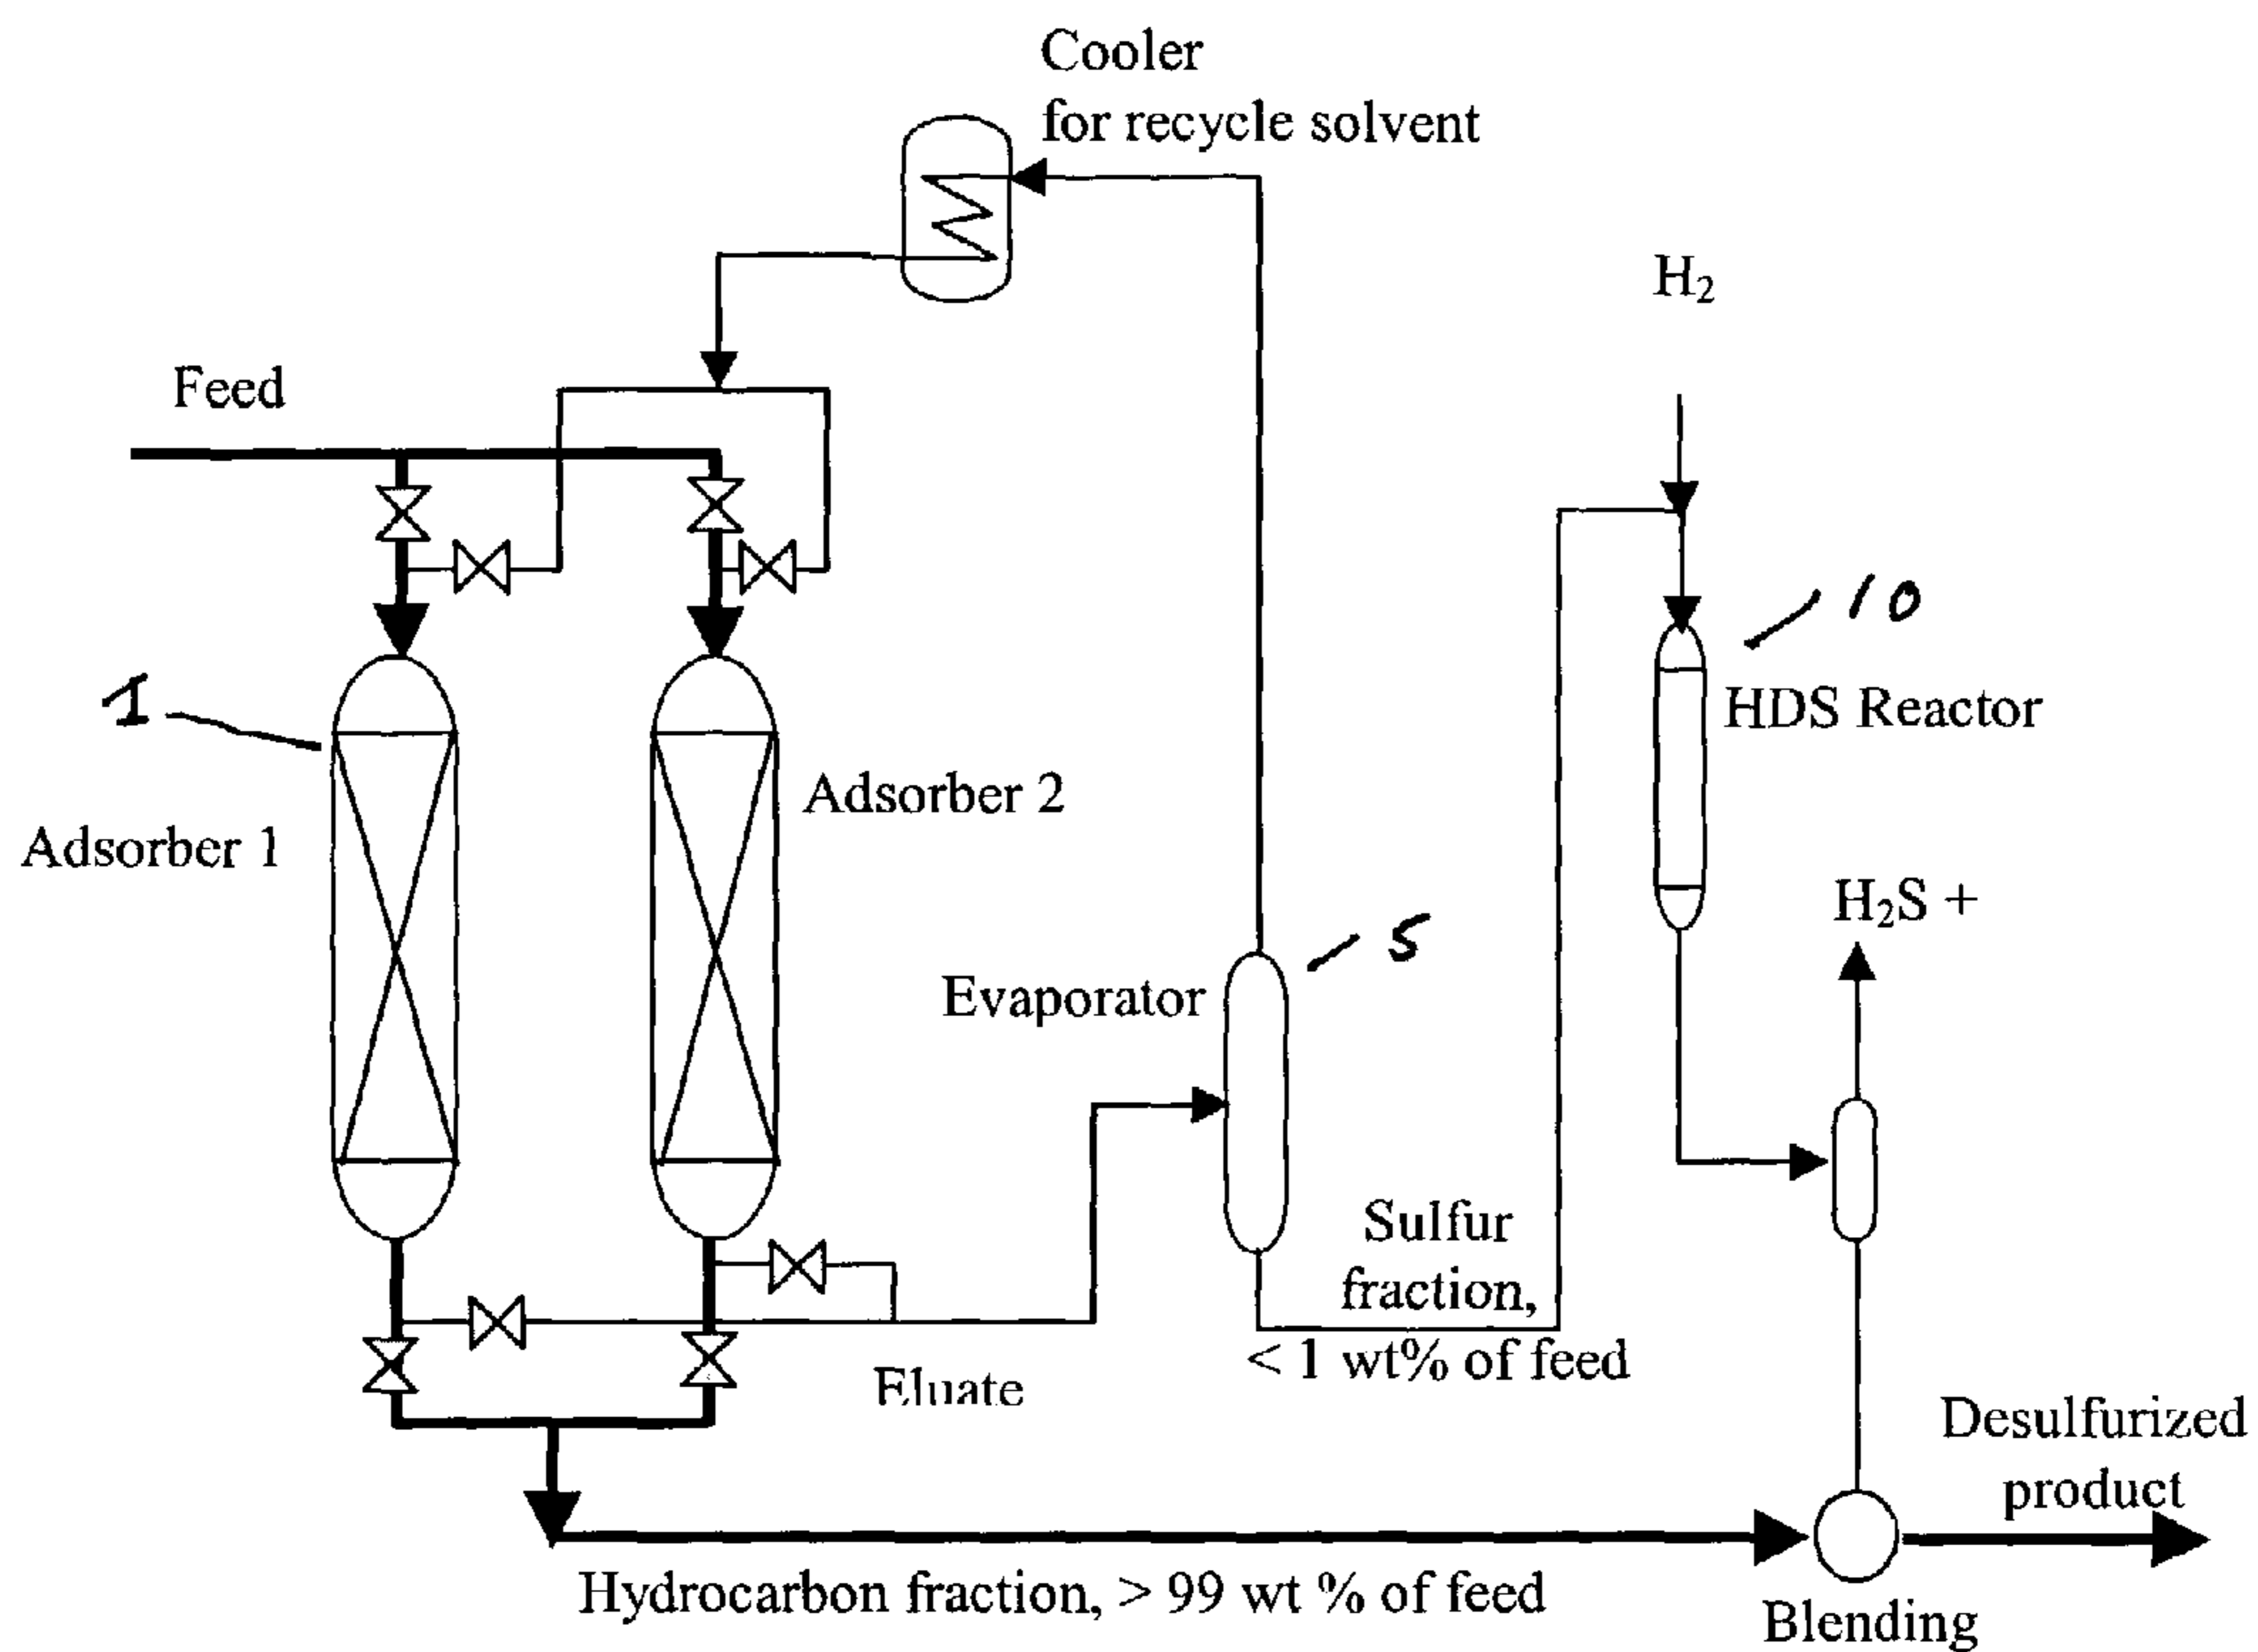 Cooler
for recycle solvent
H₂
Feed
10
HDS Reactor
1
Adsorber 2
Adsorber 1
H₂S +
5
Evaporator
Sulfur
fraction,
< 1 wt% of feed
Eluate
Desulfurized
product
Hydrocarbon fraction, > 99 wt % of feed
Blending